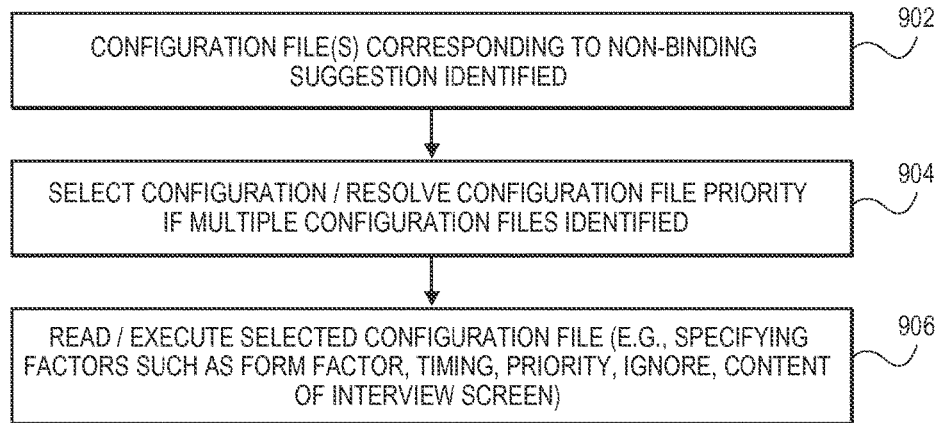 902
CONFIGURATION FILE(S) CORRESPONDING TO NON-BINDING
SUGGESTION IDENTIFIED
904
SELECT CONFIGURATION / RESOLVE CONFIGURATION FILE PRIORITY
IF MULTIPLE CONFIGURATION FILES IDENTIFIED
906
READ / EXECUTE SELECTED CONFIGURATION FILE (E.G., SPECIFYING
FACTORS SUCH AS FORM FACTOR, TIMING, PRIORITY, IGNORE, CONTENT
OF INTERVIEW SCREEN)